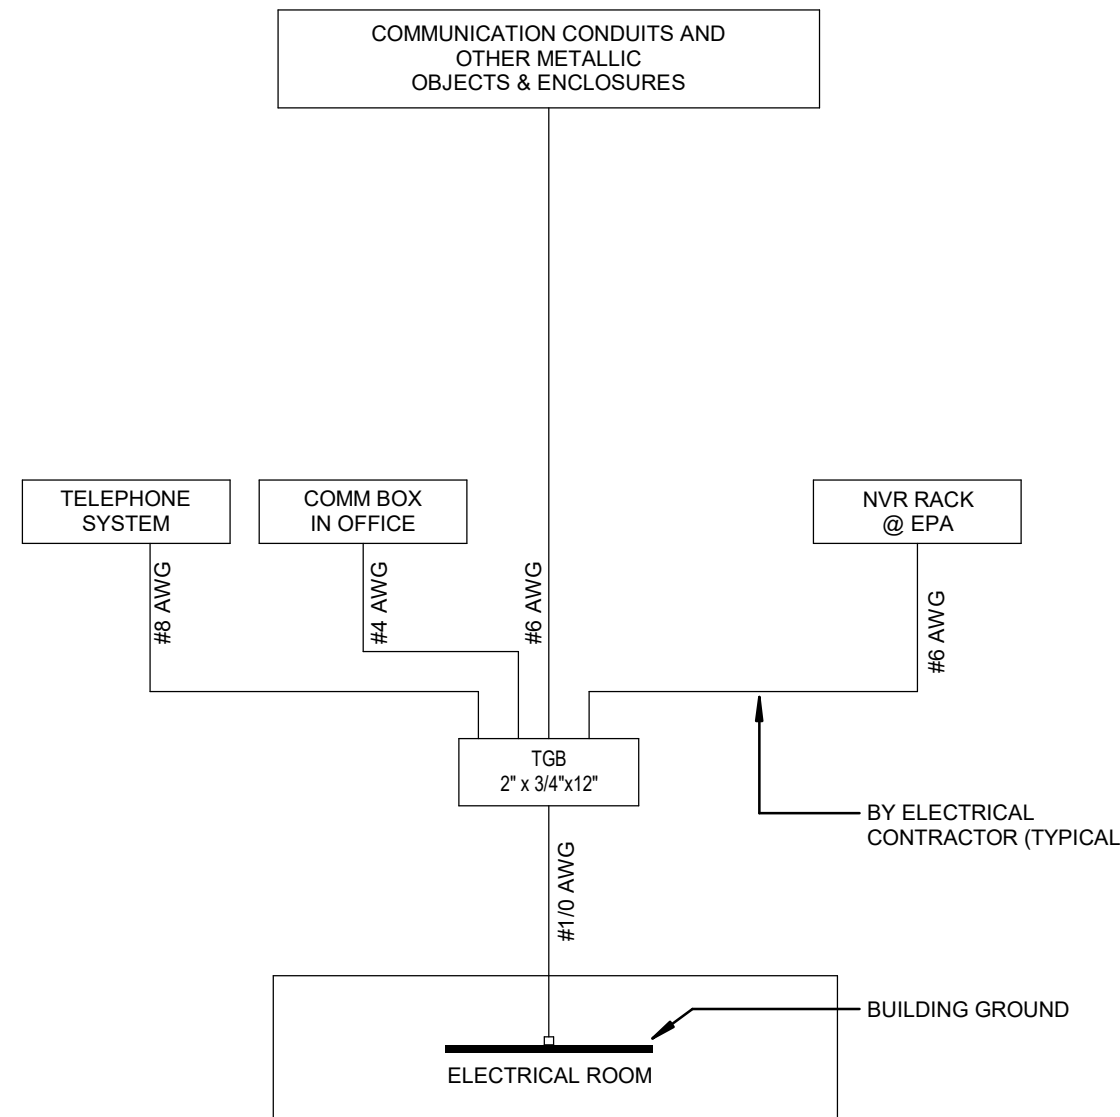 COMMUNICATION CONDUITS AND
OTHER METALLIC
OBJECTS & ENCLOSURES
TELEPHONE
SYSTEM
COMM BOX
IN OFFICE
NVR RACK
@ EPA
#8 AWG
#4 AWG
#6 AWG
#6 AWG
TGB
2" x 3/4"x12"
BY ELECTRICAL
CONTRACTOR (TYPICAL
#1/0 AWG
BUILDING GROUND
ELECTRICAL ROOM